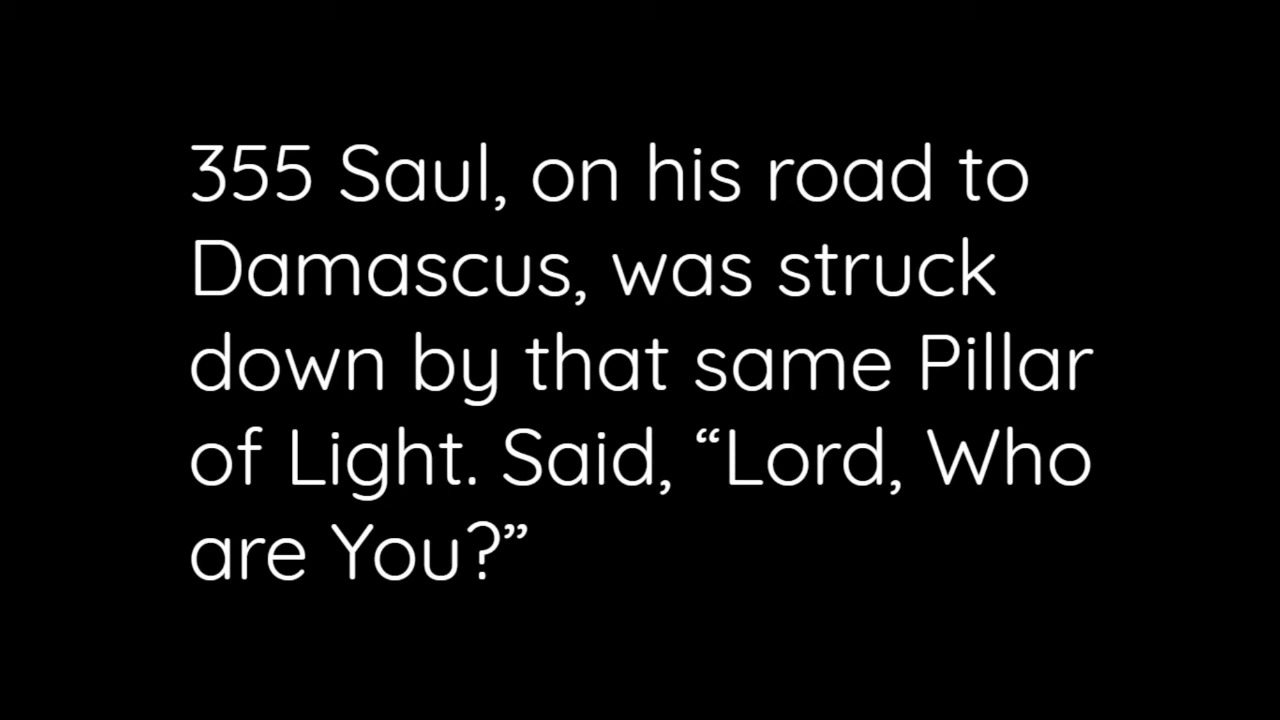 355 Saul, on his road to
Damascus, was struck
down by that same Pillar
of Light. Said, “Lord, Who
are You?”